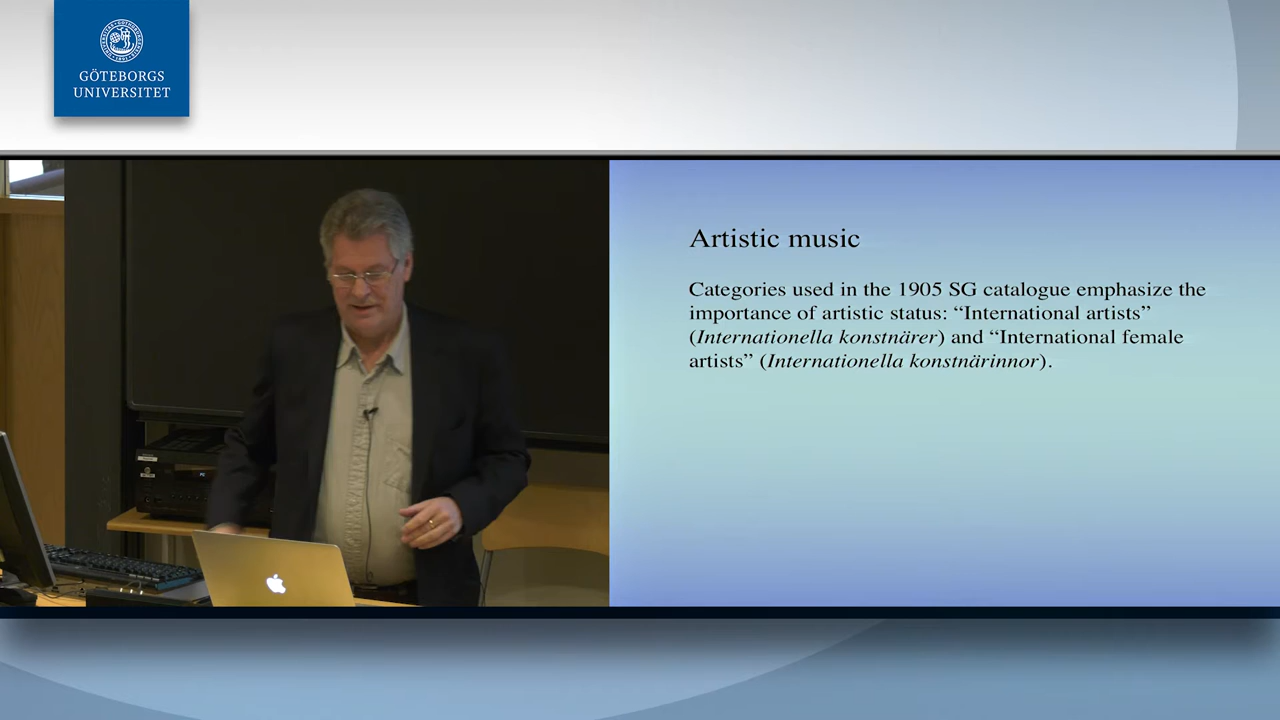 GÖTEBORGS
UNIVERSITET
Artistic music
Categories used in the 1905 SG catalogue emphasize the
importance of artistic status: “International artists”
(Internationella konstnärer) and “International female
artists” (Internationella konstnärinnor).